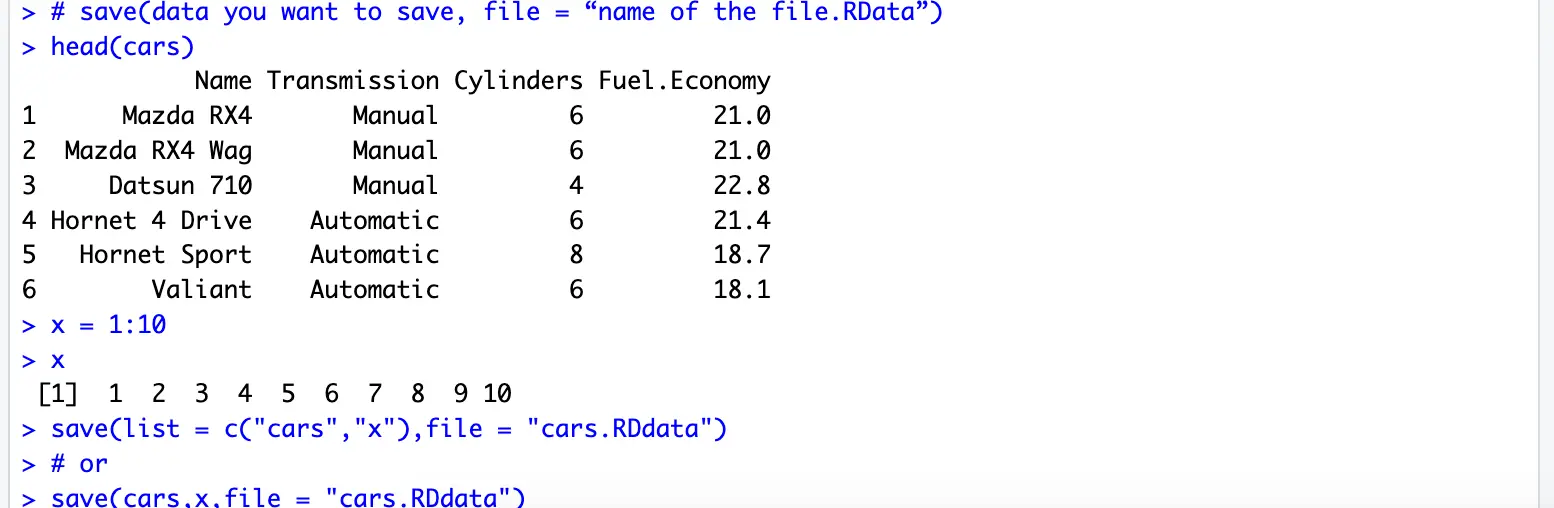 > # save(data you want to save, file = “name of the file.RData”)
> head(cars)
Name Transmission Cylinders Fuel.Economy
1 Mazda RX4 Manual 6 21.0
2 Mazda RX4 Wag Manual 6 21.0
3 Datsun 710 Manual 4 22.8
4 Hornet 4 Drive Automatic 6 21.4
5 Hornet Sport Automatic 8 18.7
6 Valiant Automatic 6 18.1
> x = 1:10
> x
[1] 1 2 3 4 5 6 7 8 9 10
> save(list = c("cars","x"),file = "cars.RDdata")
> # or
> save(cars,x,file = "cars.RDdata")